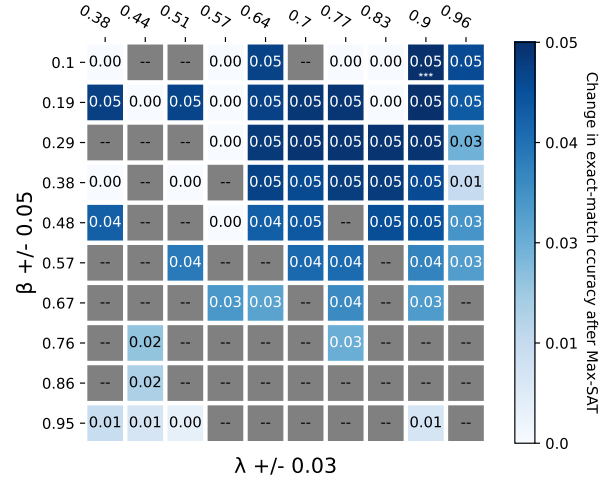 0.38 0.44 0.51 0.57 0.64 0.7 0.77 0.83 0.9 0.96
0.1 0.00 -- -- 0.00 0.05 -- 0.00 0.00 0.05 0.05
***
0.19 0.05 0.00 0.05 0.00 0.05 0.05 0.05 0.00 0.05 0.05
0.29 -- -- -- 0.00 0.05 0.05 0.05 0.05 0.05 0.03
0.38 0.00 -- 0.00 -- 0.05 0.05 0.05 0.05 0.05 0.01
0.48 0.04 -- -- 0.00 0.04 0.05 -- 0.05 0.05 0.03
0.57 -- -- 0.04 -- -- 0.04 0.04 -- 0.04 0.03
0.67 -- -- -- 0.03 0.03 -- 0.04 -- 0.03 --
0.76 -- 0.02 -- -- -- -- 0.03 -- -- --
0.86 -- 0.02 -- -- -- -- -- -- -- --
0.95 0.01 0.01 0.00 -- -- -- -- -- 0.01 --
β +/- 0.05
λ +/- 0.03
0.05
0.04
0.03
0.01
0.0
Change in exact-match ccuracy after Max-SAT